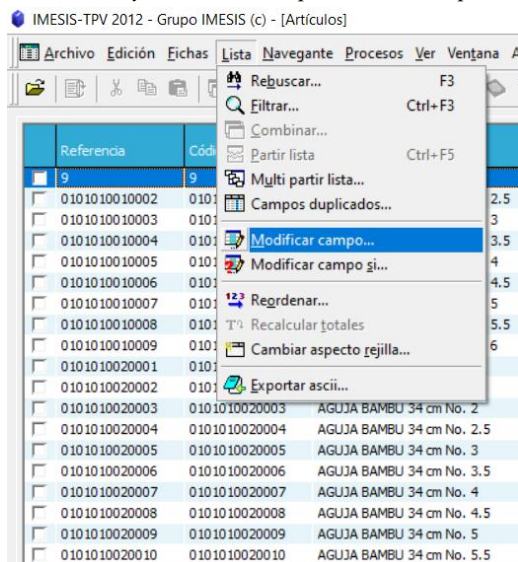 IMESIS-TPV 2012 - Grupo IMESIS (c) - [Artículos]
Archivo Edición Fichas Lista Navegante Procesos Ver Ventana
Rebuscar... F3
Filtrar... Ctrl+F3
Combinar...
Partir lista Ctrl+F5
Multi partir lista...
Campos duplicados...
Modificar campo...
Modificar campo si...
Reordenar...
Recalcular totales
Cambiar aspecto rejilla...
Exportar ascii...
Referencia
9 9
0101010010002 2.5
0101010010003 3
0101010010004 3.5
0101010010005 4
0101010010006 4.5
0101010010007 5
0101010010008 5.5
0101010010009 6
0101010020001
0101010020002
0101010020003 0101010020003 AGUJA BAMBU 34 cm No. 2
0101010020004 0101010020004 AGUJA BAMBU 34 cm No. 2.5
0101010020005 0101010020005 AGUJA BAMBU 34 cm No. 3
0101010020006 0101010020006 AGUJA BAMBU 34 cm No. 3.5
0101010020007 0101010020007 AGUJA BAMBU 34 cm No. 4
0101010020008 0101010020008 AGUJA BAMBU 34 cm No. 4.5
0101010020009 0101010020009 AGUJA BAMBU 34 cm No. 5
0101010020010 0101010020010 AGUJA BAMBU 34 cm No. 5.5